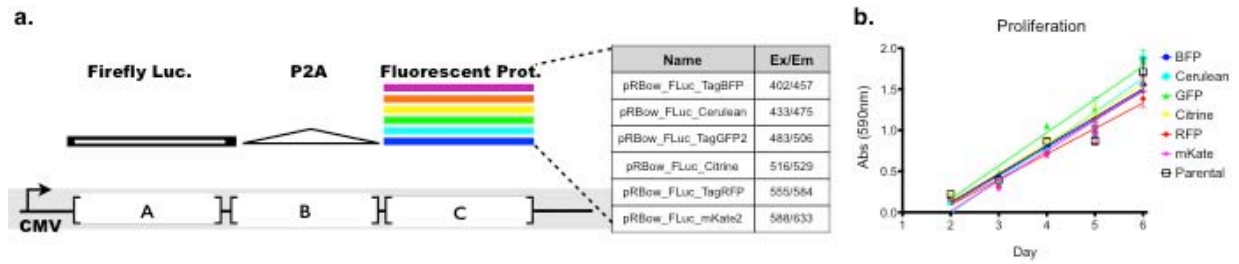 a.
Firefly Luc.
P2A
Fluorescent Prot.
CMV
A
B
C
Name Ex/Em
pRBow_FLuc_TagBFP 402/457
pRBow_FLuc_Cerulean 433/475
pRBow_FLuc_TagGFP2 483/506
pRBow_FLuc_Citrine 516/529
pRBow_FLuc_TagRFP 555/584
pRBow_FLuc_mKate2 588/633
b.
Proliferation
Abs (590nm)
2.0
1.5
1.0
0.5
0.0
1 2 3 4 5 6
Day
BFP
Cerulean
GFP
Citrine
RFP
mKate
Parental